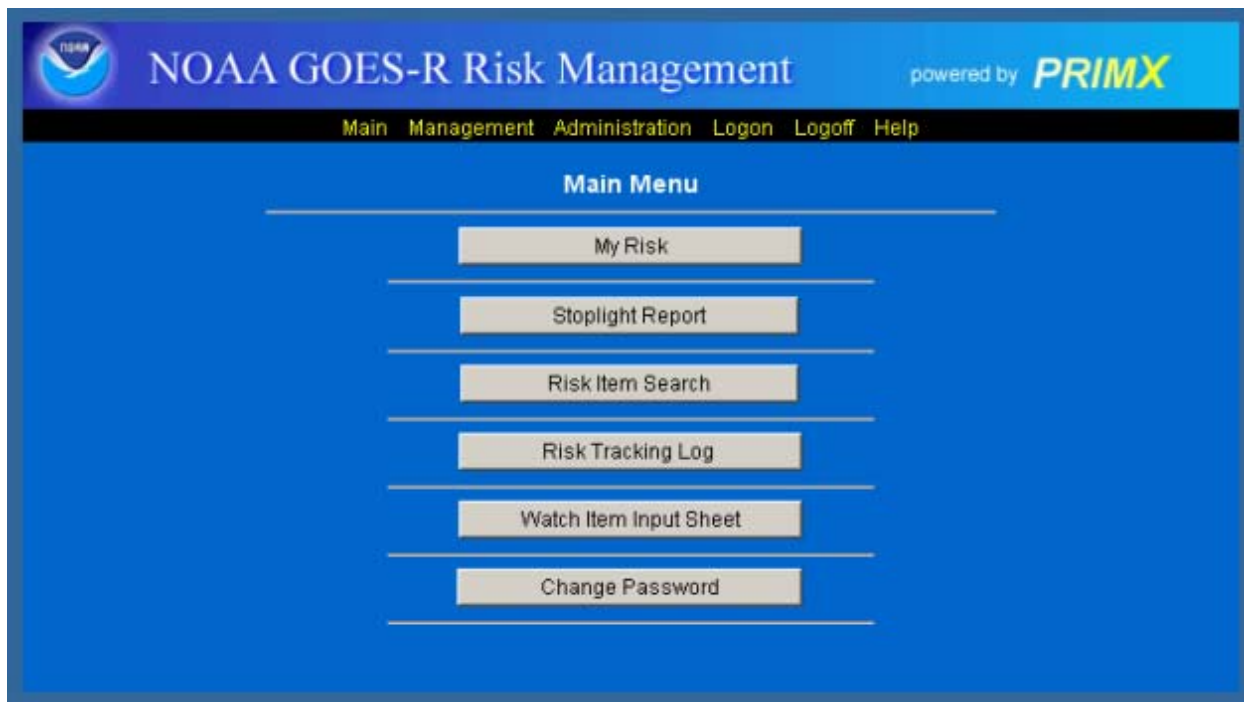 NOAA
NOAA GOES-R Risk Management powered by PRIMX
Main Management Administration Logon Logoff Help
Main Menu
My Risk
Stoplight Report
Risk Item Search
Risk Tracking Log
Watch Item Input Sheet
Change Password